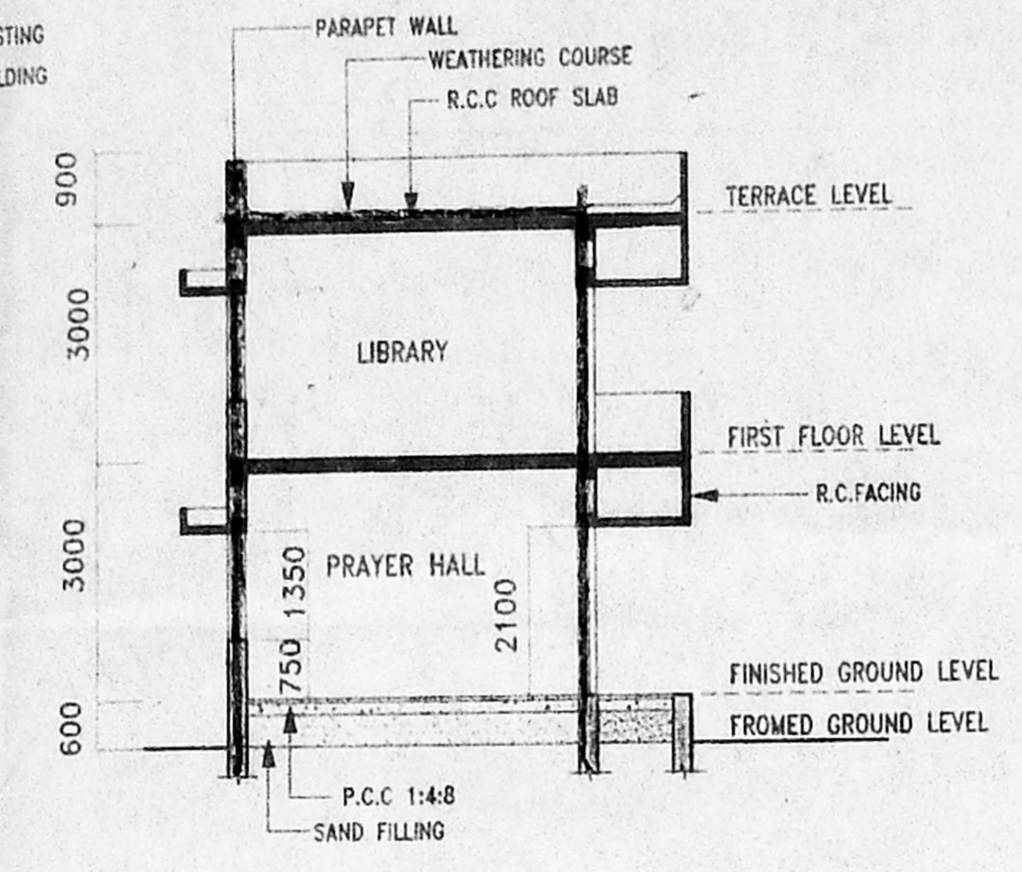 STING
LDING
PARAPET WALL
WEATHERING COURSE
R.C.C ROOF SLAB
900
TERRACE LEVEL
3000
LIBRARY
FIRST FLOOR LEVEL
R.C.FACING
3000
PRAYER HALL
1350
2100
750
FINISHED GROUND LEVEL
600
FROMED GROUND LEVEL
P.C.C 1:4:8
SAND FILLING